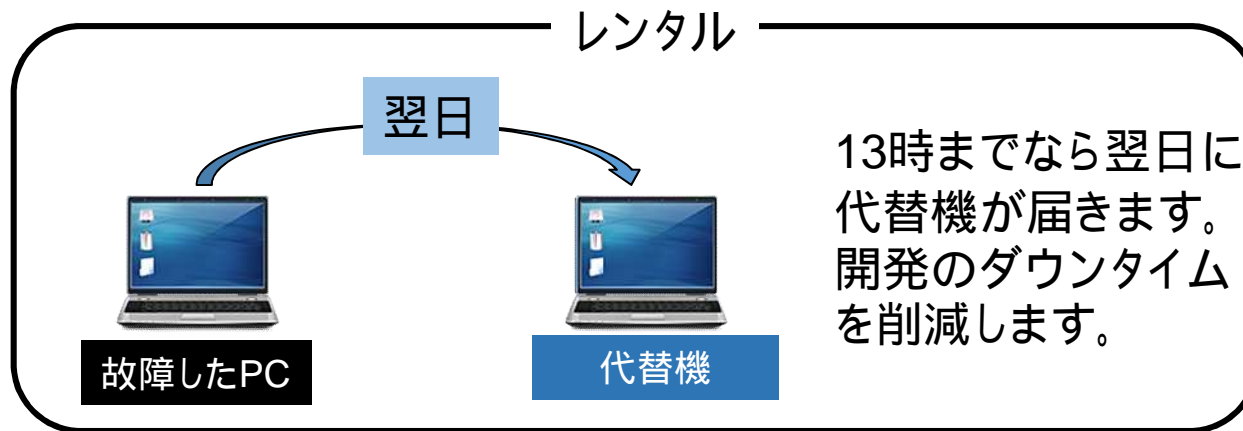 レンタル
翌日
故障したPC
代替機
13時までなら翌日に
代替機が届きます。
開発のダウンタイム
を削減します。